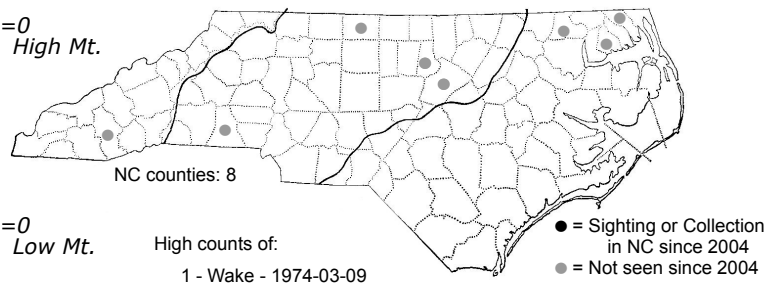 =0
High Mt.
NC counties: 8
=0
Low Mt.
High counts of:
1 - Wake - 1974-03-09
= Sighting or Collection
in NC since 2004
= Not seen since 2004